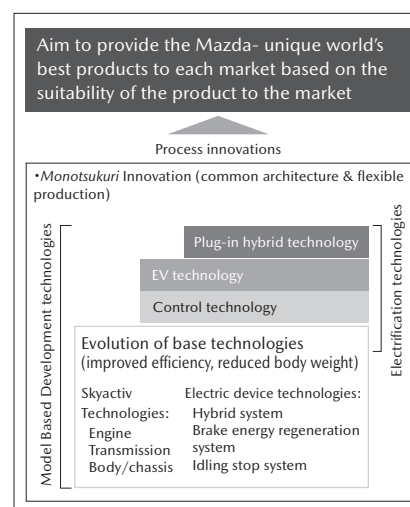 Aim to provide the Mazda- unique world's
best products to each market based on the
suitability of the product to the market
Process innovations
•Monotsukuri Innovation (common architecture & flexible
production)
Model Based Development technologies
Electrification technologies
Plug-in hybrid technology
EV technology
Control technology
Evolution of base technologies
(improved efficiency, reduced body weight)
Skyactiv
Technologies:
Engine
Transmission
Body/chassis
Electric device technologies:
Hybrid system
Brake energy regeneration
system
Idling stop system